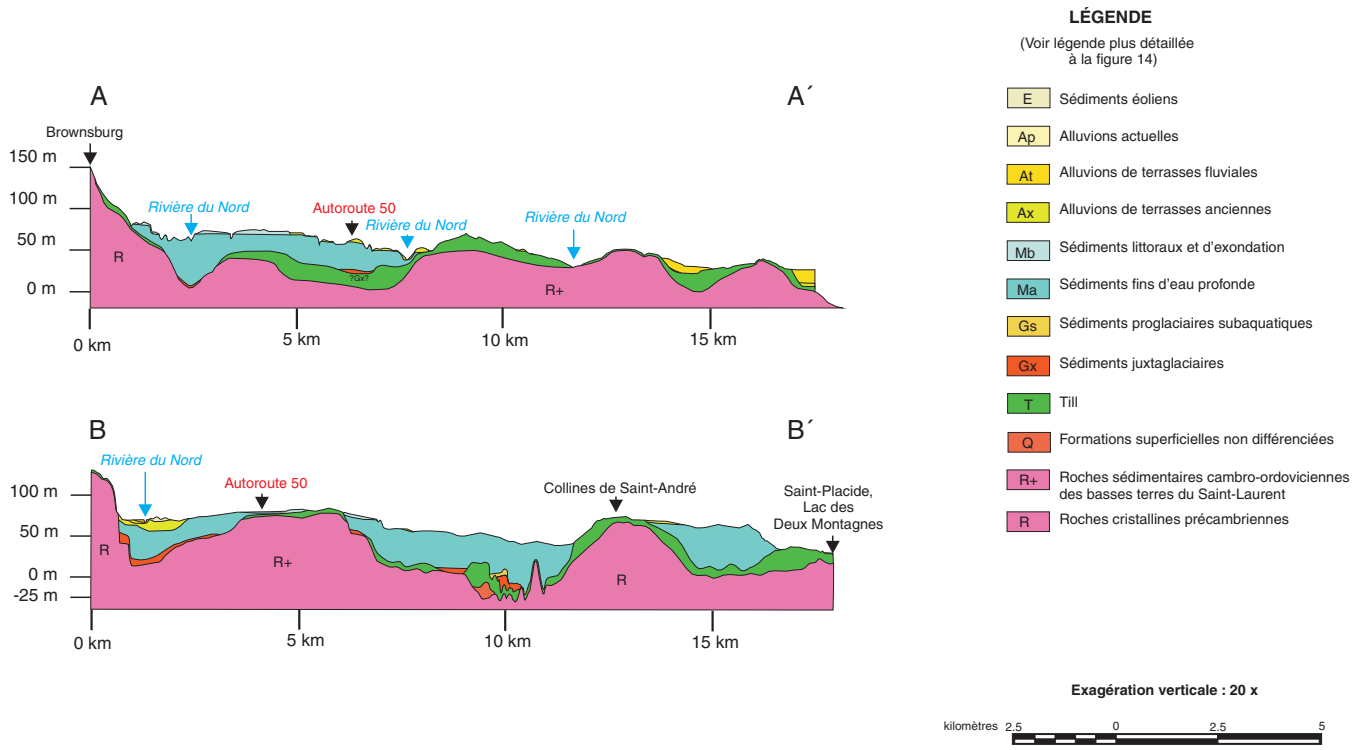 LÉGENDE
(Voir légende plus détaillée
à la figure 14)
E Sédiments éoliens
Ap Alluvions actuelles
At Alluvions de terrasses fluviales
Ax Alluvions de terrasses anciennes
Mb Sédiments littoraux et d'exondation
Ma Sédiments fins d'eau profonde
Gs Sédiments proglaciaires subaquatiques
Gx Sédiments juxtaglaciaires
T Till
Q Formations superficielles non différenciées
R+ Roches sédimentaires cambro-ordoviciennes
des basses terres du Saint-Laurent
R Roches cristallines précambriennes
A
A´
Brownsburg
150 m
100 m
50 m
0 m
Rivière du Nord
Autoroute 50
Rivière du Nord
Rivière du Nord
R
?Gx?
R+
0 km
5 km
10 km
15 km
B
B´
Rivière du Nord
Autoroute 50
Collines de Saint-André
Saint-Placide,
Lac des
Deux Montagnes
100 m
50 m
0 m
-25 m
R
R+
R
0 km
5 km
10 km
15 km
Exagération verticale : 20 x
kilomètres 2.5 0 2.5 5